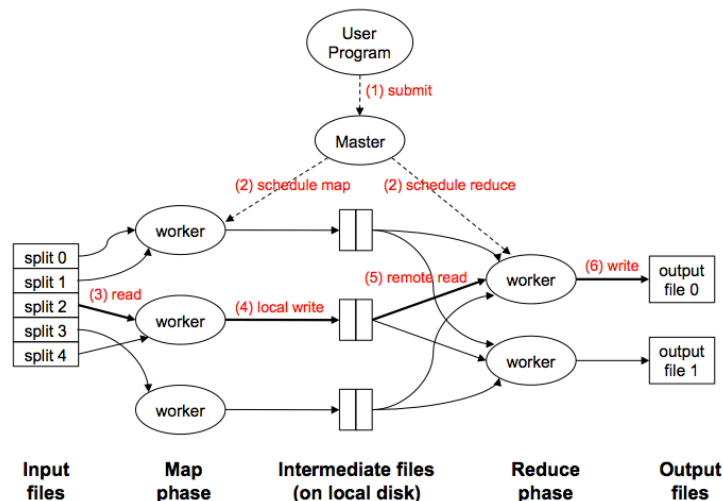 User
Program
(1) submit
Master
(2) schedule map
(2) schedule reduce
worker
split 0
split 1
split 2
split 3
split 4
(3) read
worker
(4) local write
(5) remote read
worker
(6) write
output
file 0
worker
output
file 1
worker
Input
files
Map
phase
Intermediate files
(on local disk)
Reduce
phase
Output
files